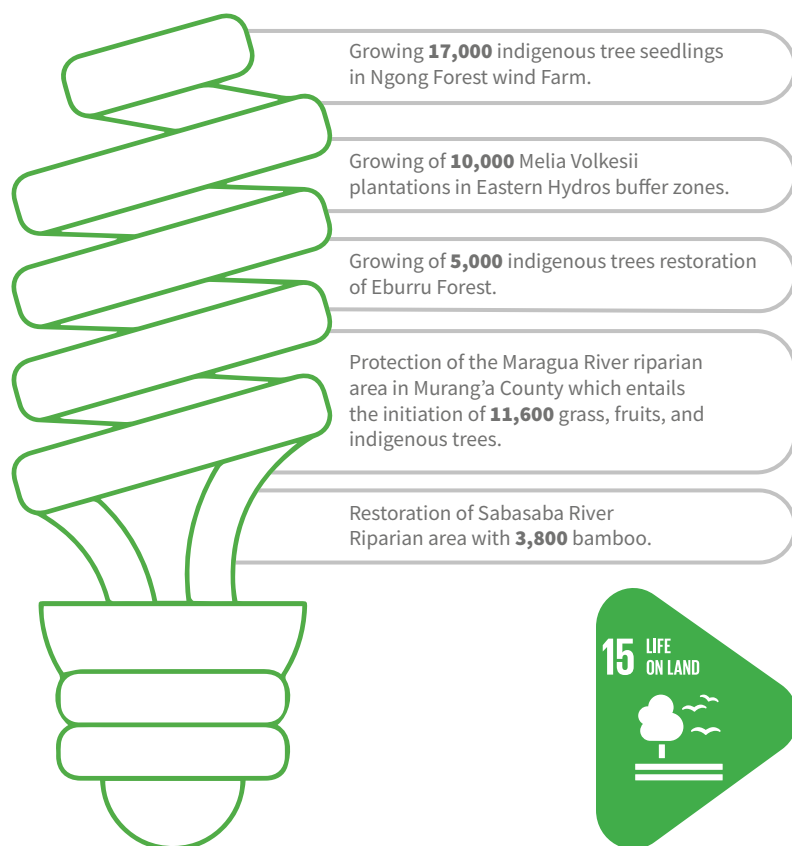 Growing 17,000 indigenous tree seedlings
in Ngong Forest wind Farm.
Growing of 10,000 Melia Volkesii
plantations in Eastern Hydros buffer zones.
Growing of 5,000 indigenous trees restoration
of Eburru Forest.
Protection of the Maragua River riparian
area in Murang’a County which entails
the initiation of 11,600 grass, fruits, and
indigenous trees.
Restoration of Sabasaba River
Riparian area with 3,800 bamboo.
15 LIFE
ON LAND